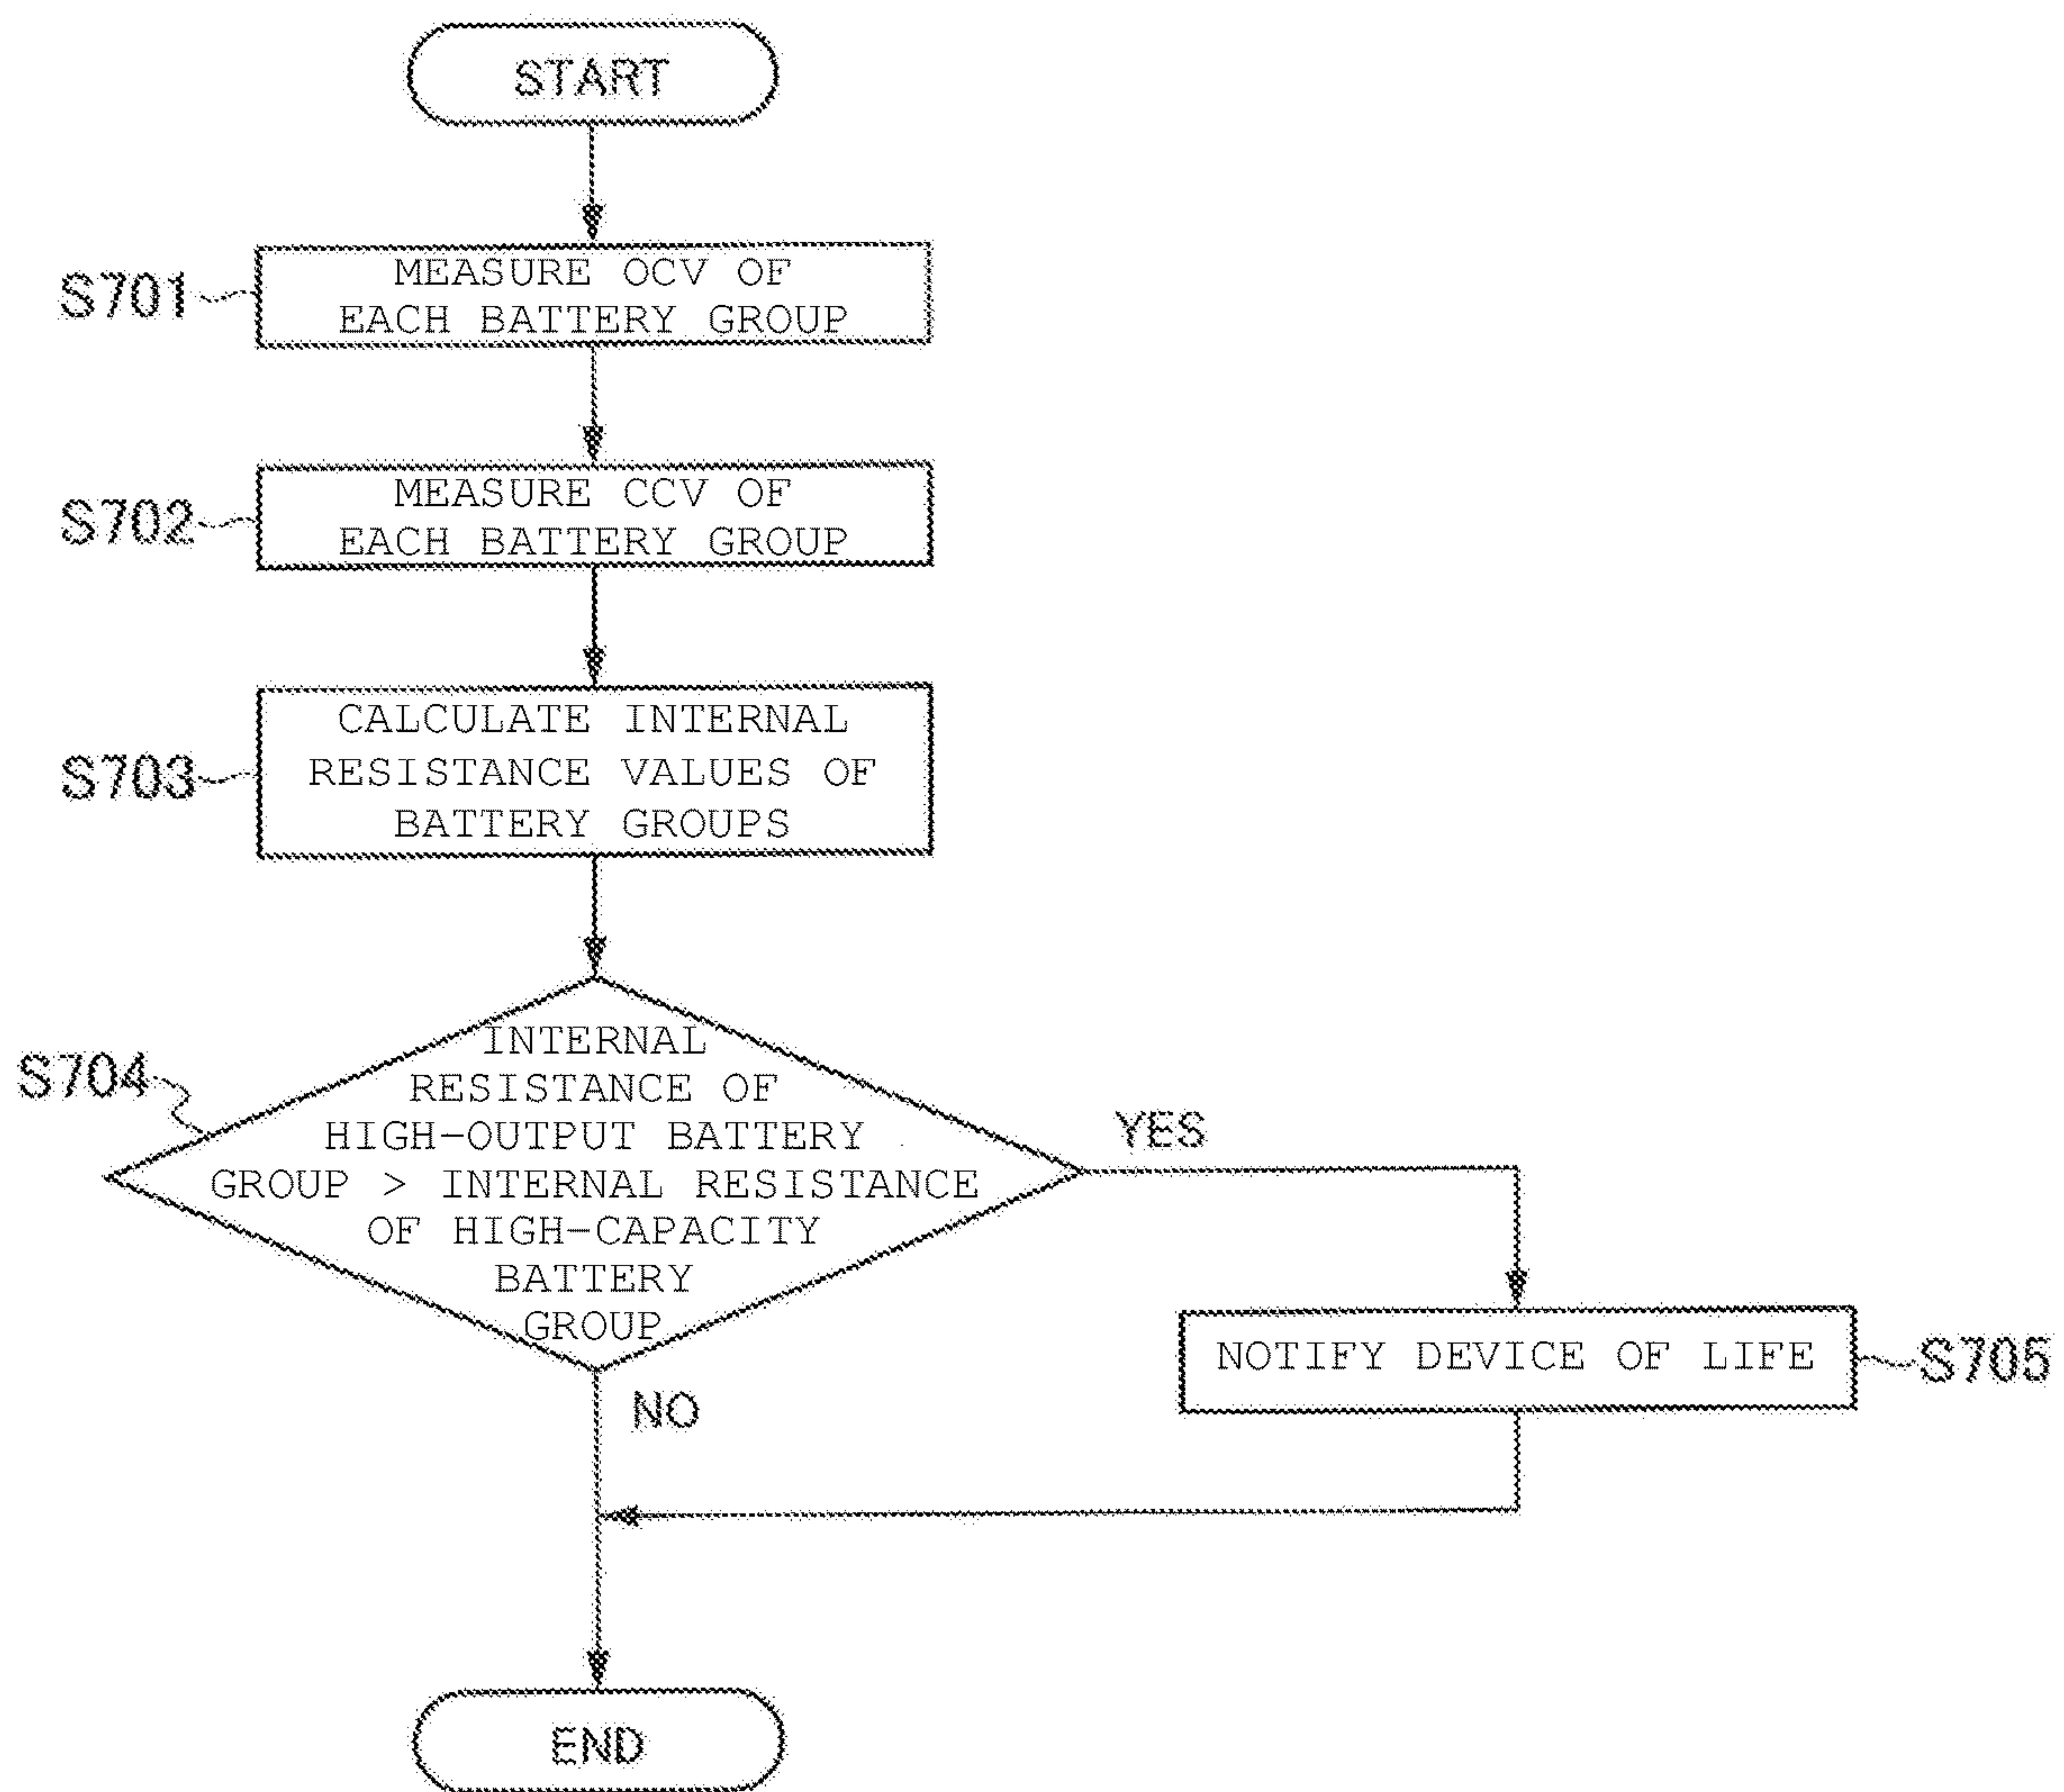 START
S701
MEASURE OCV OF
EACH BATTERY GROUP
S702
MEASURE CCV OF
EACH BATTERY GROUP
S703
CALCULATE INTERNAL
RESISTANCE VALUES OF
BATTERY GROUPS
S704
INTERNAL
RESISTANCE OF
HIGH-OUTPUT BATTERY
GROUP > INTERNAL RESISTANCE
OF HIGH-CAPACITY
BATTERY
GROUP
YES
NO
NOTIFY DEVICE OF LIFE
S705
END